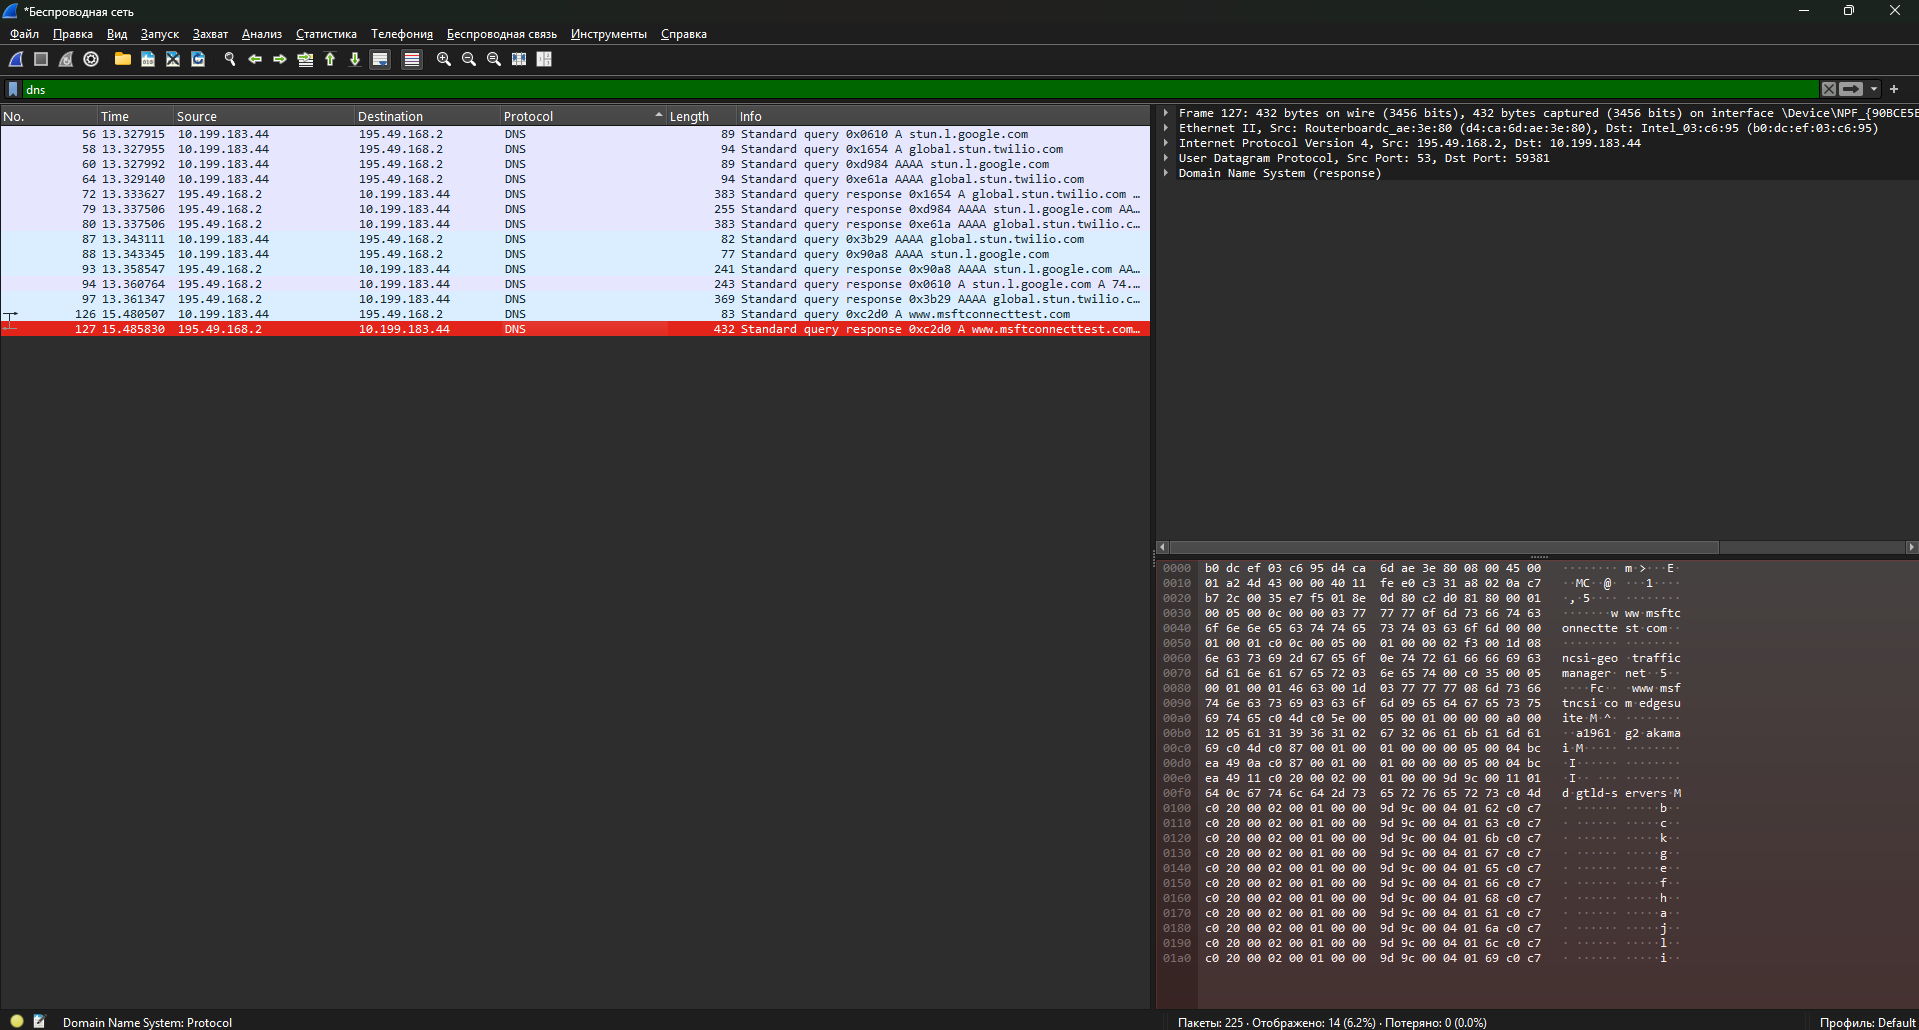 *Беспроводная сеть
Файл Правка Вид Запуск Захват Анализ Статистика Телефония Беспроводная связь Инструменты Справка
dns
No. Time Source Destination Protocol Length Info
56 13.327915 10.199.183.44 195.49.168.2 DNS 89 Standard query 0x0610 A stun.l.google.com
58 13.327955 10.199.183.44 195.49.168.2 DNS 94 Standard query 0x1654 A global.stun.twilio.com
60 13.327992 10.199.183.44 195.49.168.2 DNS 89 Standard query 0xd984 AAAA stun.l.google.com
64 13.329140 10.199.183.44 195.49.168.2 DNS 94 Standard query 0xe61a AAAA global.stun.twilio.com
72 13.333627 195.49.168.2 10.199.183.44 DNS 383 Standard query response 0x1654 A global.stun.twilio.com …
79 13.337506 195.49.168.2 10.199.183.44 DNS 255 Standard query response 0xd984 AAAA stun.l.google.com AA…
80 13.337506 195.49.168.2 10.199.183.44 DNS 383 Standard query response 0xe61a AAAA global.stun.twilio.c…
87 13.343111 10.199.183.44 195.49.168.2 DNS 82 Standard query 0x3b29 AAAA global.stun.twilio.com
88 13.343345 10.199.183.44 195.49.168.2 DNS 77 Standard query 0x90a8 AAAA stun.l.google.com
93 13.358547 195.49.168.2 10.199.183.44 DNS 241 Standard query response 0x90a8 AAAA stun.l.google.com AA…
94 13.360764 195.49.168.2 10.199.183.44 DNS 243 Standard query response 0x0610 A stun.l.google.com A 74.…
97 13.361347 195.49.168.2 10.199.183.44 DNS 369 Standard query response 0x3b29 AAAA global.stun.twilio.c…
126 15.480507 10.199.183.44 195.49.168.2 DNS 83 Standard query 0xc2d0 A www.msftconnecttest.com
127 15.485830 195.49.168.2 10.199.183.44 DNS 432 Standard query response 0xc2d0 A www.msftconnecttest.com…
Frame 127: 432 bytes on wire (3456 bits), 432 bytes captured (3456 bits) on interface \Device\NPF_{90BCE5E
Ethernet II, Src: Routerboardc_ae:3e:80 (d4:ca:6d:ae:3e:80), Dst: Intel_03:c6:95 (b0:dc:ef:03:c6:95)
Internet Protocol Version 4, Src: 195.49.168.2, Dst: 10.199.183.44
User Datagram Protocol, Src Port: 53, Dst Port: 59381
Domain Name System (response)
0000 b0 dc ef 03 c6 95 d4 ca 6d ae 3e 80 08 00 45 00 ········ m·>···E·
0010 01 a2 4d 43 00 00 40 11 fe e0 c3 31 a8 02 0a c7 ··MC··@· ···1····
0020 b7 2c 00 35 e7 f5 01 8e 0d 80 c2 d0 81 80 00 01 ·,·5···· ········
0030 00 05 00 0c 00 00 03 77 77 77 0f 6d 73 66 74 63 ·······w ww·msftc
0040 6f 6e 6e 65 63 74 74 65 73 74 03 63 6f 6d 00 00 onnectte st·com··
0050 01 00 01 c0 0c 00 05 00 01 00 00 02 f3 00 1d 08 ········ ········
0060 6e 63 73 69 2d 67 65 6f 0e 74 72 61 66 66 69 63 ncsi-geo ·traffic
0070 6d 61 6e 61 67 65 72 03 6e 65 74 00 c0 35 00 05 manager· net··5··
0080 00 01 00 01 46 63 00 1d 03 77 77 77 08 6d 73 66 ····Fc·· ·www·msf
0090 74 6e 63 73 69 03 63 6f 6d 09 65 64 67 65 73 75 tncsi·co m·edgesu
00a0 69 74 65 c0 4d c0 5e 00 05 00 01 00 00 00 a0 00 ite·M·^· ········
00b0 12 05 61 31 39 36 31 02 67 32 06 61 6b 61 6d 61 ··a1961· g2·akama
00c0 69 c0 4d c0 87 00 01 00 01 00 00 00 05 00 04 bc i·M····· ········
00d0 ea 49 0a c0 87 00 01 00 01 00 00 00 05 00 04 bc ·I······ ········
00e0 ea 49 11 c0 20 00 02 00 01 00 00 9d 9c 00 11 01 ·I·· ··· ········
00f0 64 0c 67 74 6c 64 2d 73 65 72 76 65 72 73 c0 4d d·gtld-s ervers·M
0100 c0 20 00 02 00 01 00 00 9d 9c 00 04 01 62 c0 c7 · ······ ·····b··
0110 c0 20 00 02 00 01 00 00 9d 9c 00 04 01 63 c0 c7 · ······ ·····c··
0120 c0 20 00 02 00 01 00 00 9d 9c 00 04 01 6b c0 c7 · ······ ·····k··
0130 c0 20 00 02 00 01 00 00 9d 9c 00 04 01 67 c0 c7 · ······ ·····g··
0140 c0 20 00 02 00 01 00 00 9d 9c 00 04 01 65 c0 c7 · ······ ·····e··
0150 c0 20 00 02 00 01 00 00 9d 9c 00 04 01 66 c0 c7 · ······ ·····f··
0160 c0 20 00 02 00 01 00 00 9d 9c 00 04 01 68 c0 c7 · ······ ·····h··
0170 c0 20 00 02 00 01 00 00 9d 9c 00 04 01 61 c0 c7 · ······ ·····a··
0180 c0 20 00 02 00 01 00 00 9d 9c 00 04 01 6a c0 c7 · ······ ·····j··
0190 c0 20 00 02 00 01 00 00 9d 9c 00 04 01 6c c0 c7 · ······ ·····l··
01a0 c0 20 00 02 00 01 00 00 9d 9c 00 04 01 69 c0 c7 · ······ ·····i··
Domain Name System: Protocol
Пакеты: 225 · Отображено: 14 (6.2%) · Потеряно: 0 (0.0%)
Профиль: Default